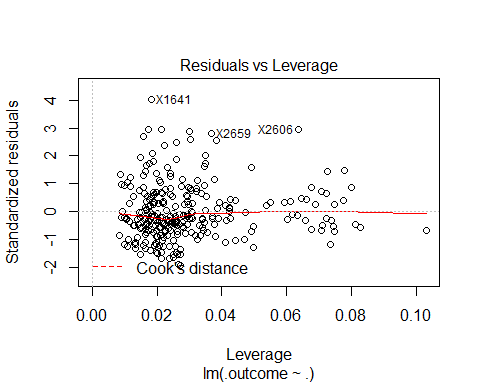 Residuals vs Leverage
Standardized residuals
4
3
2
1
0
-1
-2
X1641
X2659
X2606
Cook's distance
0.00 0.02 0.04 0.06 0.08 0.10
Leverage
lm(.outcome ~ .)